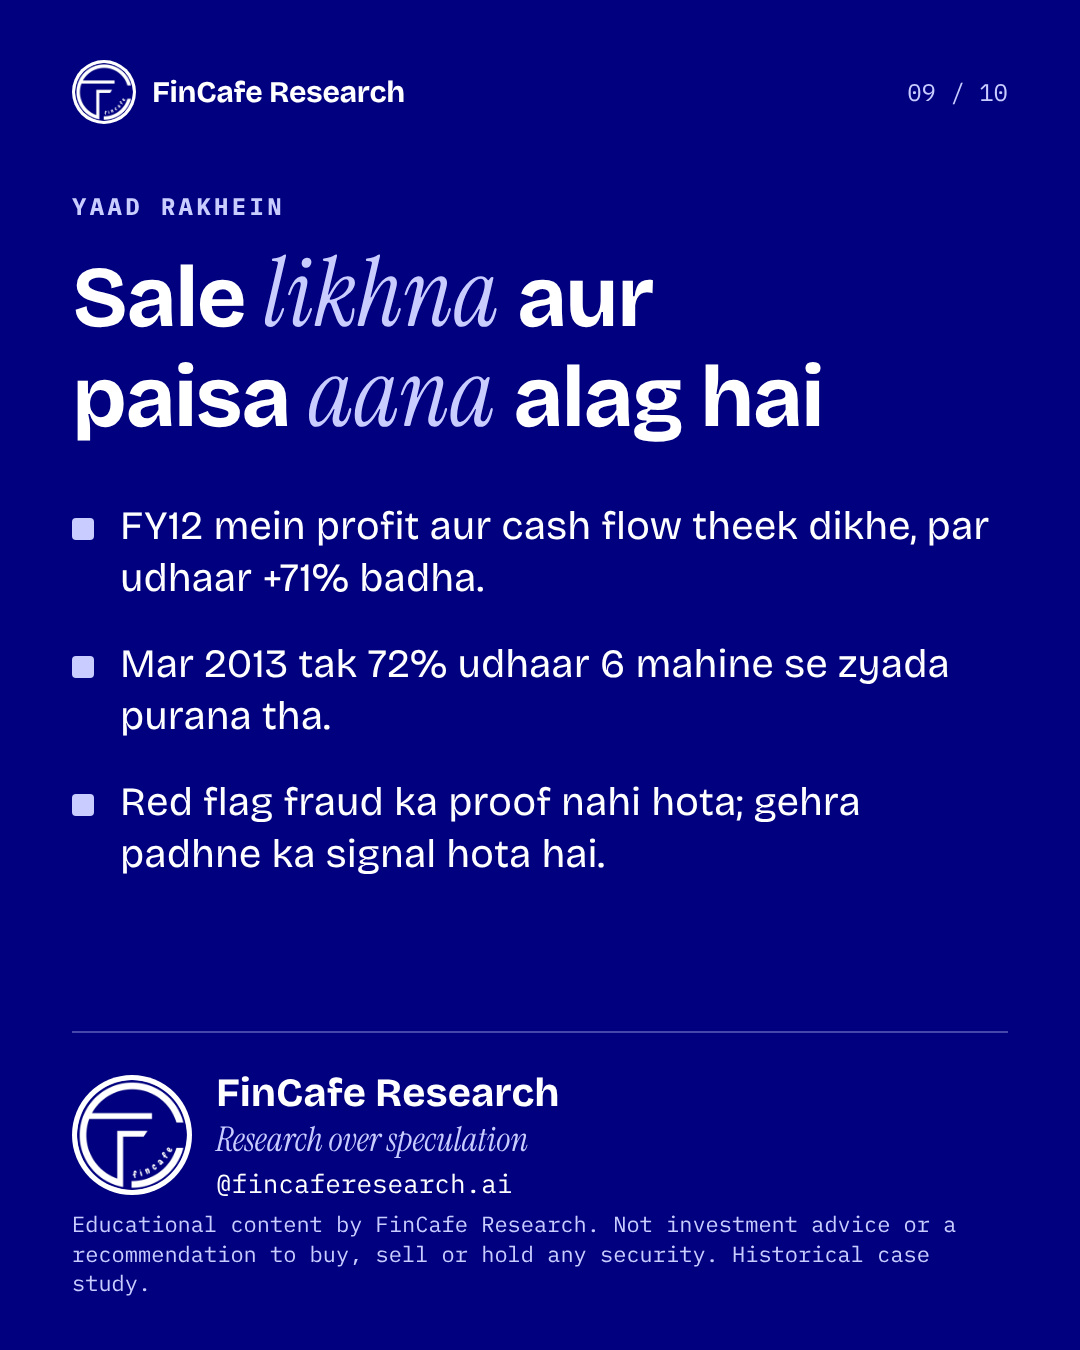 FinCafe Research
09 / 10
YAAD RAKHEIN
Sale likhna aur
paisa aana alag hai
FY12 mein profit aur cash flow theek dikhe, par
udhaar +71% badha.
Mar 2013 tak 72% udhaar 6 mahine se zyada
purana tha.
Red flag fraud ka proof nahi hota; gehra
padhne ka signal hota hai.
fincafe
FinCafe Research
Research over speculation
@fincaferesearch.ai
Educational content by FinCafe Research. Not investment advice or a
recommendation to buy, sell or hold any security. Historical case
study.